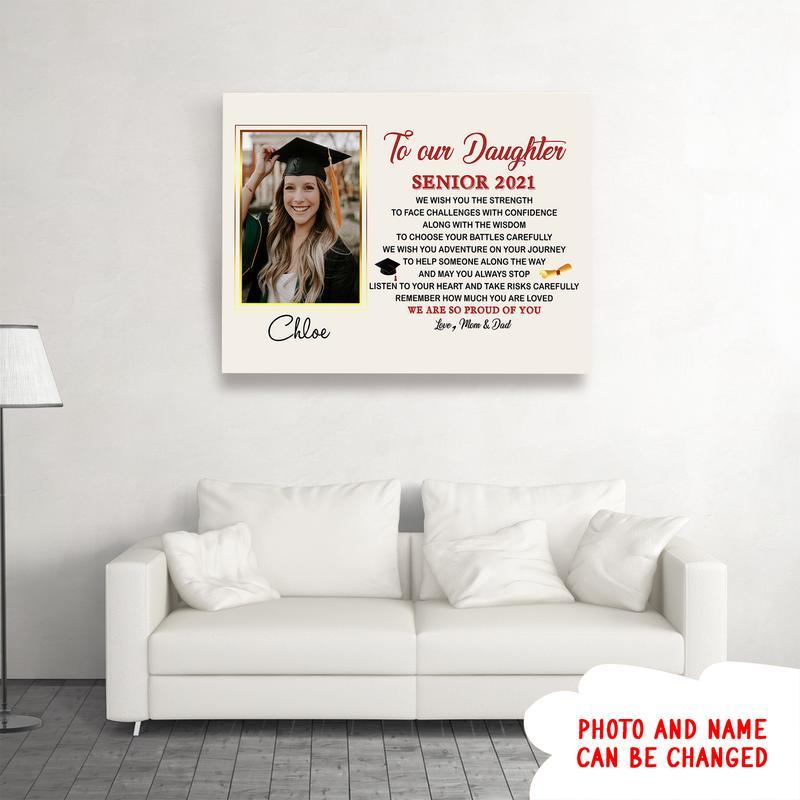 To our Daughter
SENIOR 2021
WE WISH YOU THE STRENGTH
TO FACE CHALLENGES WITH CONFIDENCE
ALONG WITH THE WISDOM
TO CHOOSE YOUR BATTLES CAREFULLY
WE WISH YOU ADVENTURE ON YOUR JOURNEY
TO HELP SOMEONE ALONG THE WAY
AND MAY YOU ALWAYS STOP
LISTEN TO YOUR HEART AND TAKE RISKS CAREFULLY
REMEMBER HOW MUCH YOU ARE LOVED
WE ARE SO PROUD OF YOU
Love, Mom & Dad
Chloe
PHOTO AND NAME
CAN BE CHANGED